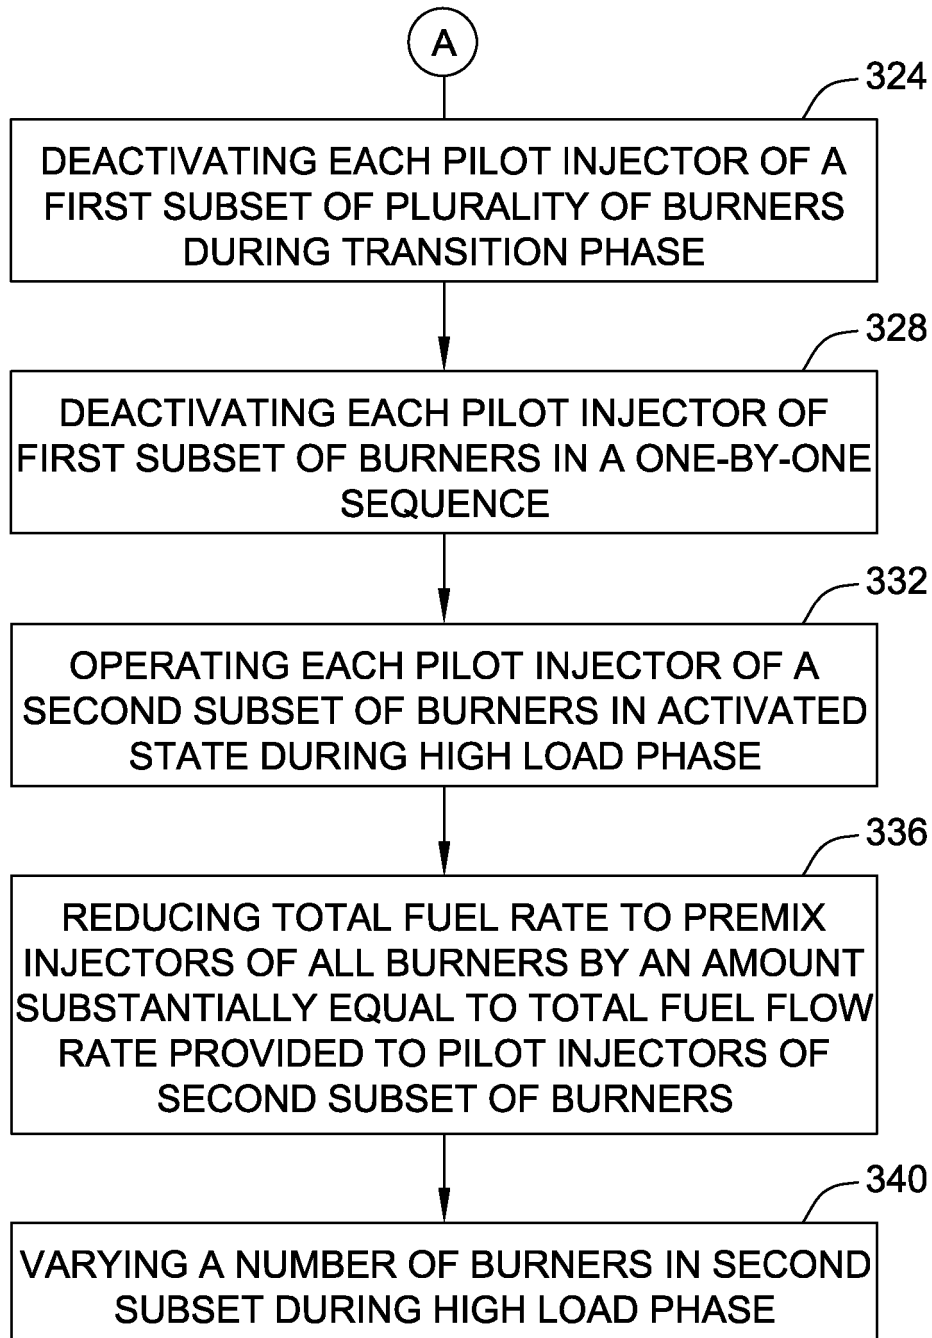 A
324
DEACTIVATING EACH PILOT INJECTOR OF A
FIRST SUBSET OF PLURALITY OF BURNERS
DURING TRANSITION PHASE
328
DEACTIVATING EACH PILOT INJECTOR OF
FIRST SUBSET OF BURNERS IN A ONE-BY-ONE
SEQUENCE
332
OPERATING EACH PILOT INJECTOR OF A
SECOND SUBSET OF BURNERS IN ACTIVATED
STATE DURING HIGH LOAD PHASE
336
REDUCING TOTAL FUEL RATE TO PREMIX
INJECTORS OF ALL BURNERS BY AN AMOUNT
SUBSTANTIALLY EQUAL TO TOTAL FUEL FLOW
RATE PROVIDED TO PILOT INJECTORS OF
SECOND SUBSET OF BURNERS
340
VARYING A NUMBER OF BURNERS IN SECOND
SUBSET DURING HIGH LOAD PHASE